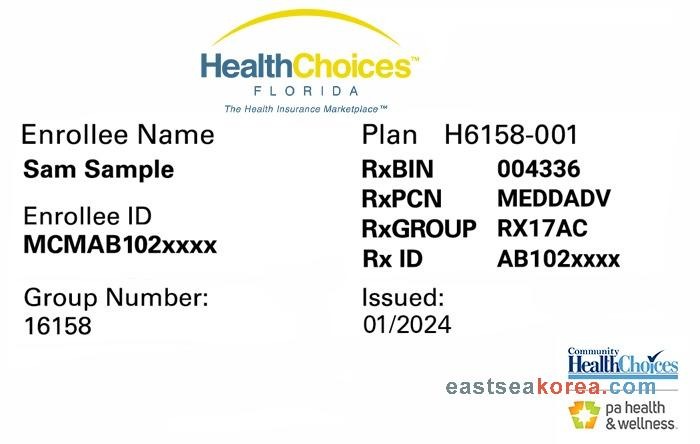 HealthChoices™
FLORIDA
The Health Insurance Marketplace™
Enrollee Name
Sam Sample
Enrollee ID
MCMAB102xxxx
Group Number:
16158
Plan H6158-001
RxBIN 004336
RxPCN MEDDADV
RxGROUP RX17AC
Rx ID AB102xxxx
Issued:
01/2024
Community
HealthChoices
eastseakorea.com
pa health
& wellness.